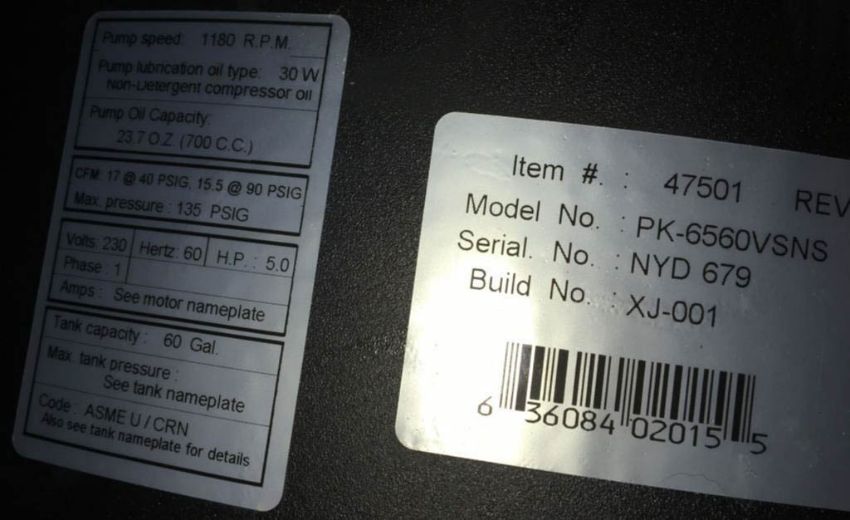 Pump speed: 1180 R.P.M.
Pump lubrication oil type: 30 W
Non-Detergent compressor oil
Pump Oil Capacity:
23.7 O.Z. (700 C.C.)
CFM: 17 @ 40 PSIG, 15.5 @ 90 PSIG
Max. pressure : 135 PSIG
Volts: 230 Hertz: 60 H.P. : 5.0
Phase : 1
Amps : See motor nameplate
Tank capacity : 60 Gal.
Max. tank pressure :
See tank nameplate
Code : ASME U / CRN
Also see tank nameplate for details
Item #. : 47501 REV
Model No. : PK-6560VSNS
Serial. No. : NYD 679
Build No. : XJ-001
6 36084 02015 5